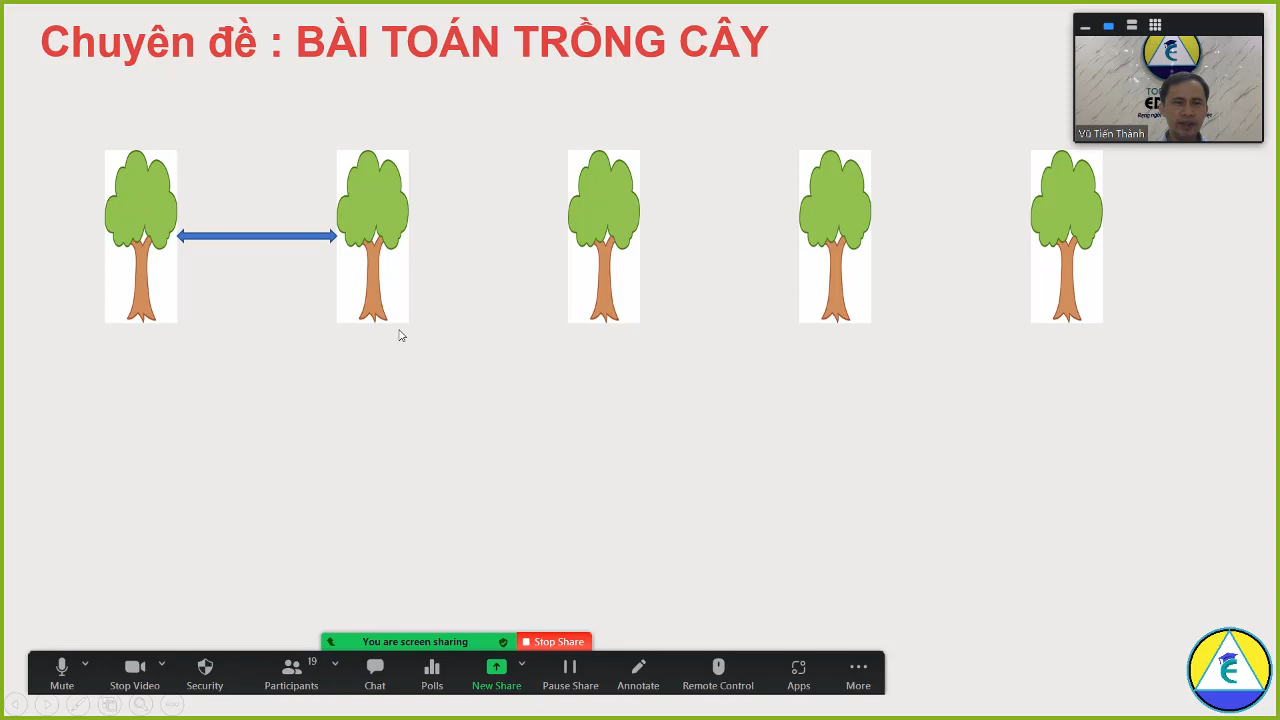 Chuyên đề : BÀI TOÁN TRỒNG CÂY
Vũ Tiến Thành
You are screen sharing
Stop Share
Mute
Stop Video
Security
19
Participants
Chat
Polls
New Share
Pause Share
Annotate
Remote Control
Apps
More